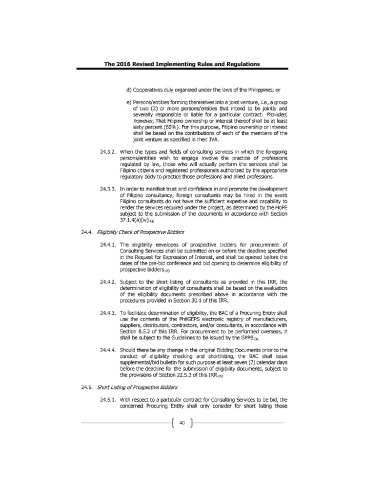 The 2016 Revised Implementing Rules and Regulations
d) Cooperatives duly organized under the laws of the Philippines; or
e) Persons/entities forming themselves into a joint venture, i.e., a group
of two (2) or more persons/entities that intend to be jointly and
severally responsible or liable for a particular contract: Provided,
however, That Filipino ownership or interest thereof shall be at least
sixty percent (60%). For this purpose, Filipino ownership or interest
shall be based on the contributions of each of the members of the
joint venture as specified in their JVA.
24.3.2. When the types and fields of consulting services in which the foregoing
persons/entities wish to engage involve the practice of professions
regulated by law, those who will actually perform the services shall be
Filipino citizens and registered professionals authorized by the appropriate
regulatory body to practice those professions and allied professions.
24.3.3. In order to manifest trust and confidence in and promote the development
of Filipino consultancy, foreign consultants may be hired in the event
Filipino consultants do not have the sufficient expertise and capability to
render the services required under the project, as determined by the HoPE
subject to the submission of the documents in accordance with Section
37.1.4(a)(iv).
24.4. Eligibility Check of Prospective Bidders
24.4.1. The eligibility envelopes of prospective bidders for procurement of
Consulting Services shall be submitted on or before the deadline specified
in the Request for Expression of Interest, and shall be opened before the
dates of the pre-bid conference and bid opening to determine eligibility of
prospective bidders.
24.4.2. Subject to the short listing of consultants as provided in this IRR, the
determination of eligibility of consultants shall be based on the evaluation
of the eligibility documents prescribed above in accordance with the
procedures provided in Section 30.1 of this IRR.
24.4.3. To facilitate determination of eligibility, the BAC of a Procuring Entity shall
use the contents of the PhilGEPS electronic registry of manufacturers,
suppliers, distributors, contractors, and/or consultants, in accordance with
Section 8.5.2 of this IRR. For procurement to be performed overseas, it
shall be subject to the Guidelines to be issued by the GPPB.
24.4.4. Should there be any change in the original Bidding Documents prior to the
conduct of eligibility checking and shortlisting, the BAC shall issue
supplemental/bid bulletin for such purpose at least seven (7) calendar days
before the deadline for the submission of eligibility documents, subject to
the provisions of Section 22.5.3 of this IRR.
24.5. Short Listing of Prospective Bidders
24.5.1. With respect to a particular contract for Consulting Services to be bid, the
concerned Procuring Entity shall only consider for short listing those
40